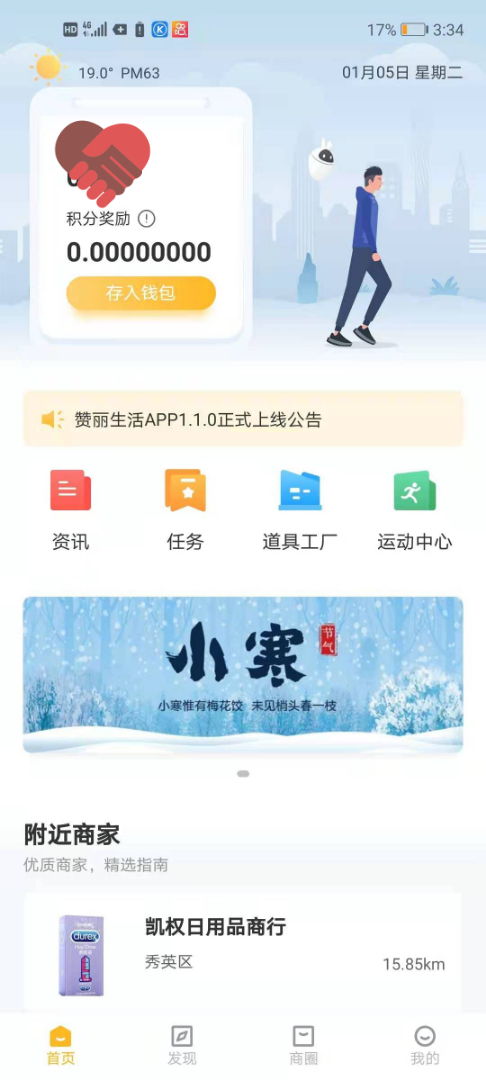 HD 4G 17% 3:34
19.0° PM63 01月05日 星期二
积分奖励
0.00000000
存入钱包
赞丽生活APP1.1.0正式上线公告
资讯 任务 道具工厂 运动中心
小寒
节气
小寒惟有梅花饺 未见梢头春一枝
附近商家
优质商家，精选指南
凯权日用品商行
durex
秀英区 15.85km
首页 发现 商圈 我的